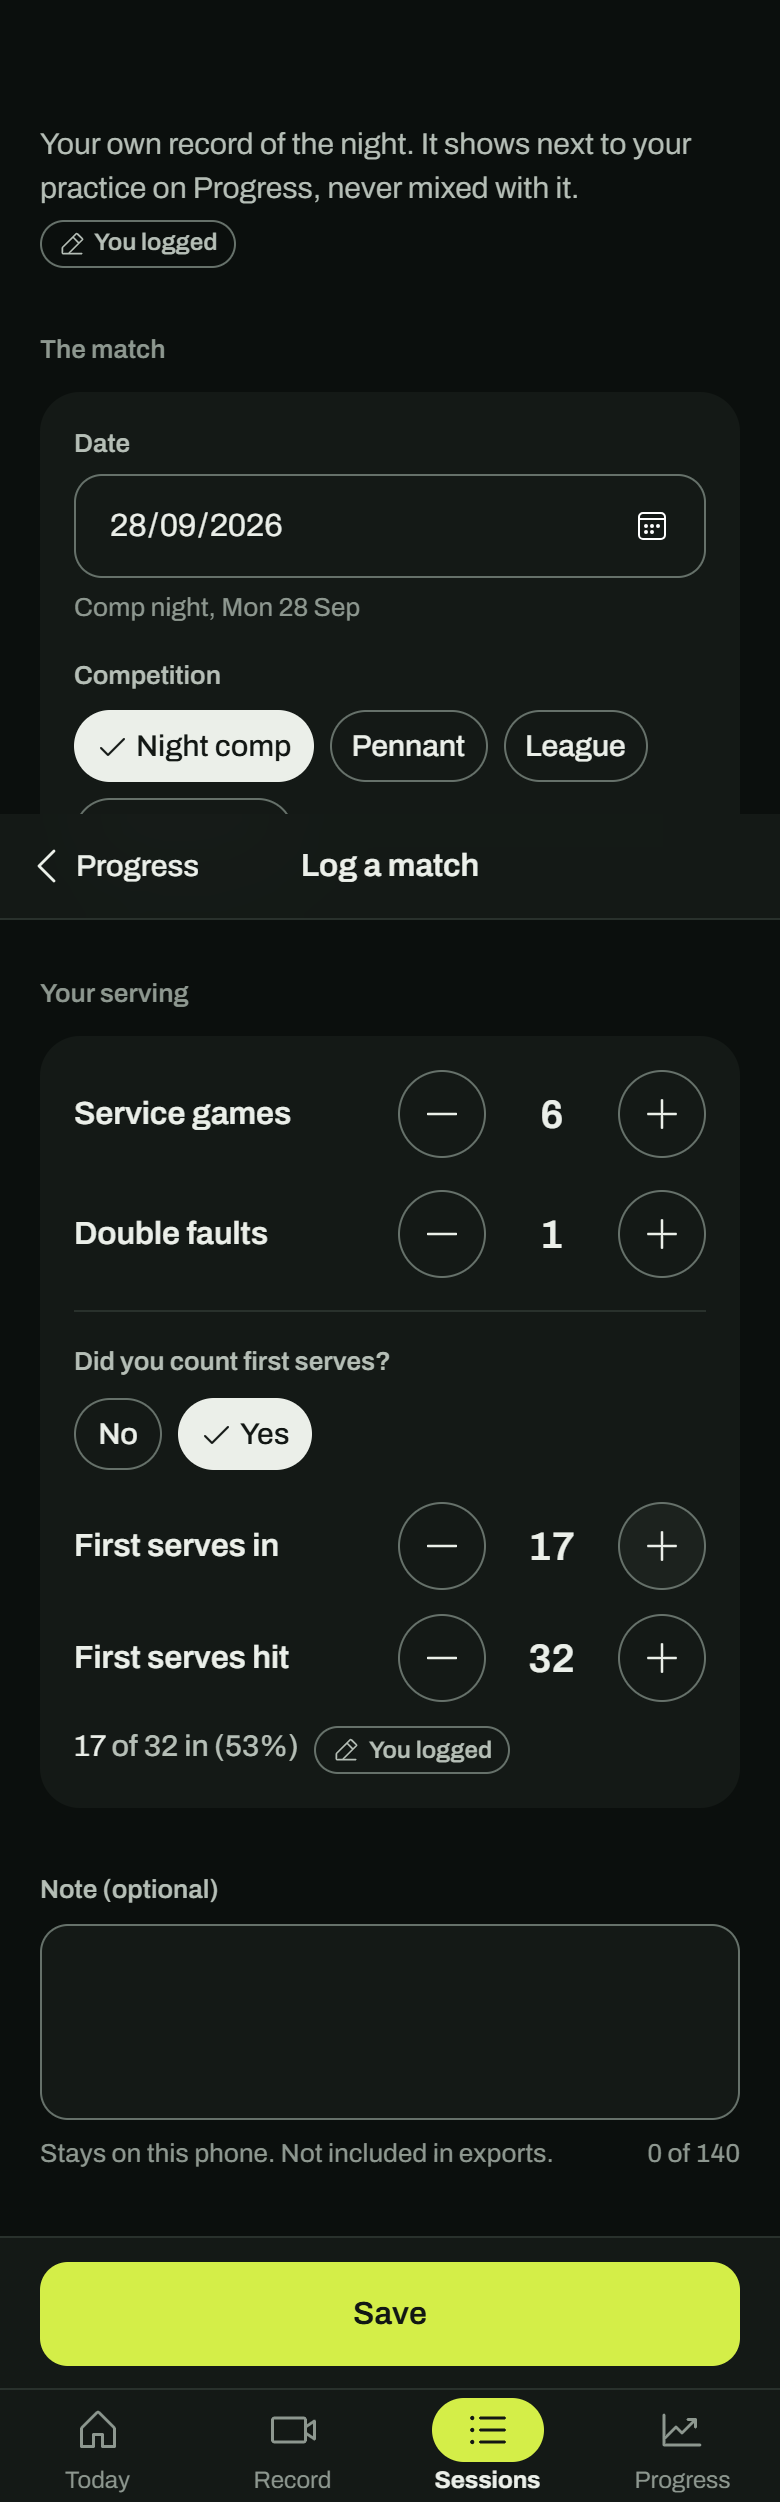 Your own record of the night. It shows next to your
practice on Progress, never mixed with it.
You logged
The match
Date
28/09/2026
Comp night, Mon 28 Sep
Competition
Night comp
Pennant
League
Progress
Log a match
Your serving
Service games
6
Double faults
1
Did you count first serves?
No
Yes
First serves in
17
First serves hit
32
17 of 32 in (53%)
You logged
Note (optional)
Stays on this phone. Not included in exports.
0 of 140
Save
Today
Record
Sessions
Progress